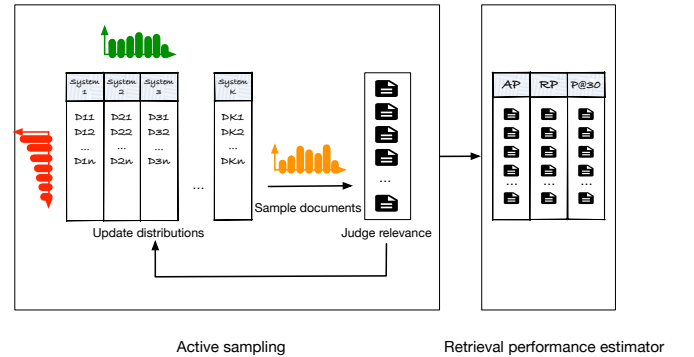 System 1
System 2
System 3
System K
D11 D21 D31 DK1
D12 D22 D32 DK2
... ... ... ...
D1n D2n D3n DKn
...
Sample documents
Update distributions
...
Judge relevance
AP RP P@30
... ... ...
Active sampling
Retrieval performance estimator